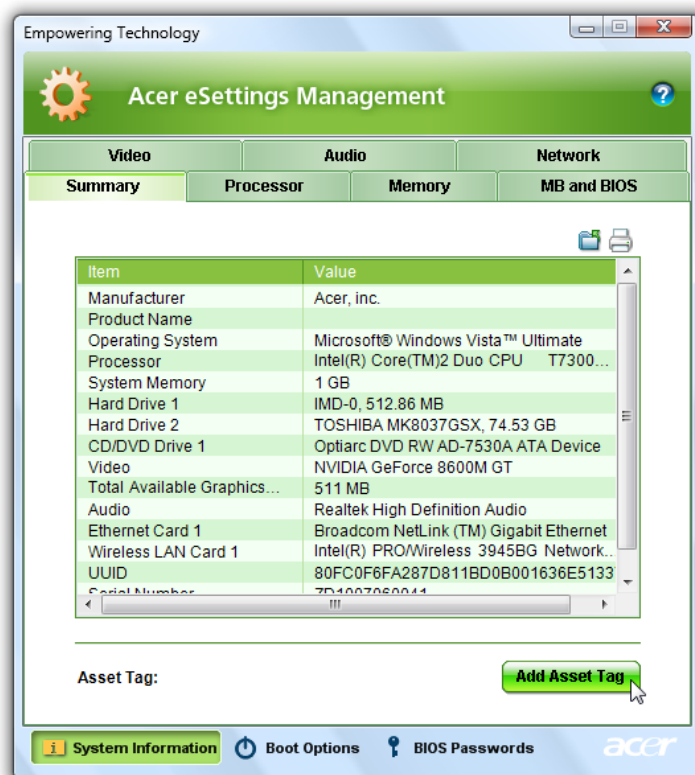 Empowering Technology
Acer eSettings Management
Video Audio Network
Summary Processor Memory MB and BIOS
Item Value
Manufacturer Acer, inc.
Product Name
Operating System Microsoft® Windows Vista™ Ultimate
Processor Intel(R) Core(TM)2 Duo CPU T7300...
System Memory 1 GB
Hard Drive 1 IMD-0, 512.86 MB
Hard Drive 2 TOSHIBA MK8037GSX, 74.53 GB
CD/DVD Drive 1 Optiarc DVD RW AD-7530A ATA Device
Video NVIDIA GeForce 8600M GT
Total Available Graphics... 511 MB
Audio Realtek High Definition Audio
Ethernet Card 1 Broadcom NetLink (TM) Gigabit Ethernet
Wireless LAN Card 1 Intel(R) PRO/Wireless 3945BG Network..
UUID 80FC0F6FA287D811BD0B001636E5133
Serial Number 7D1007060041
Asset Tag: Add Asset Tag
System Information Boot Options BIOS Passwords acer